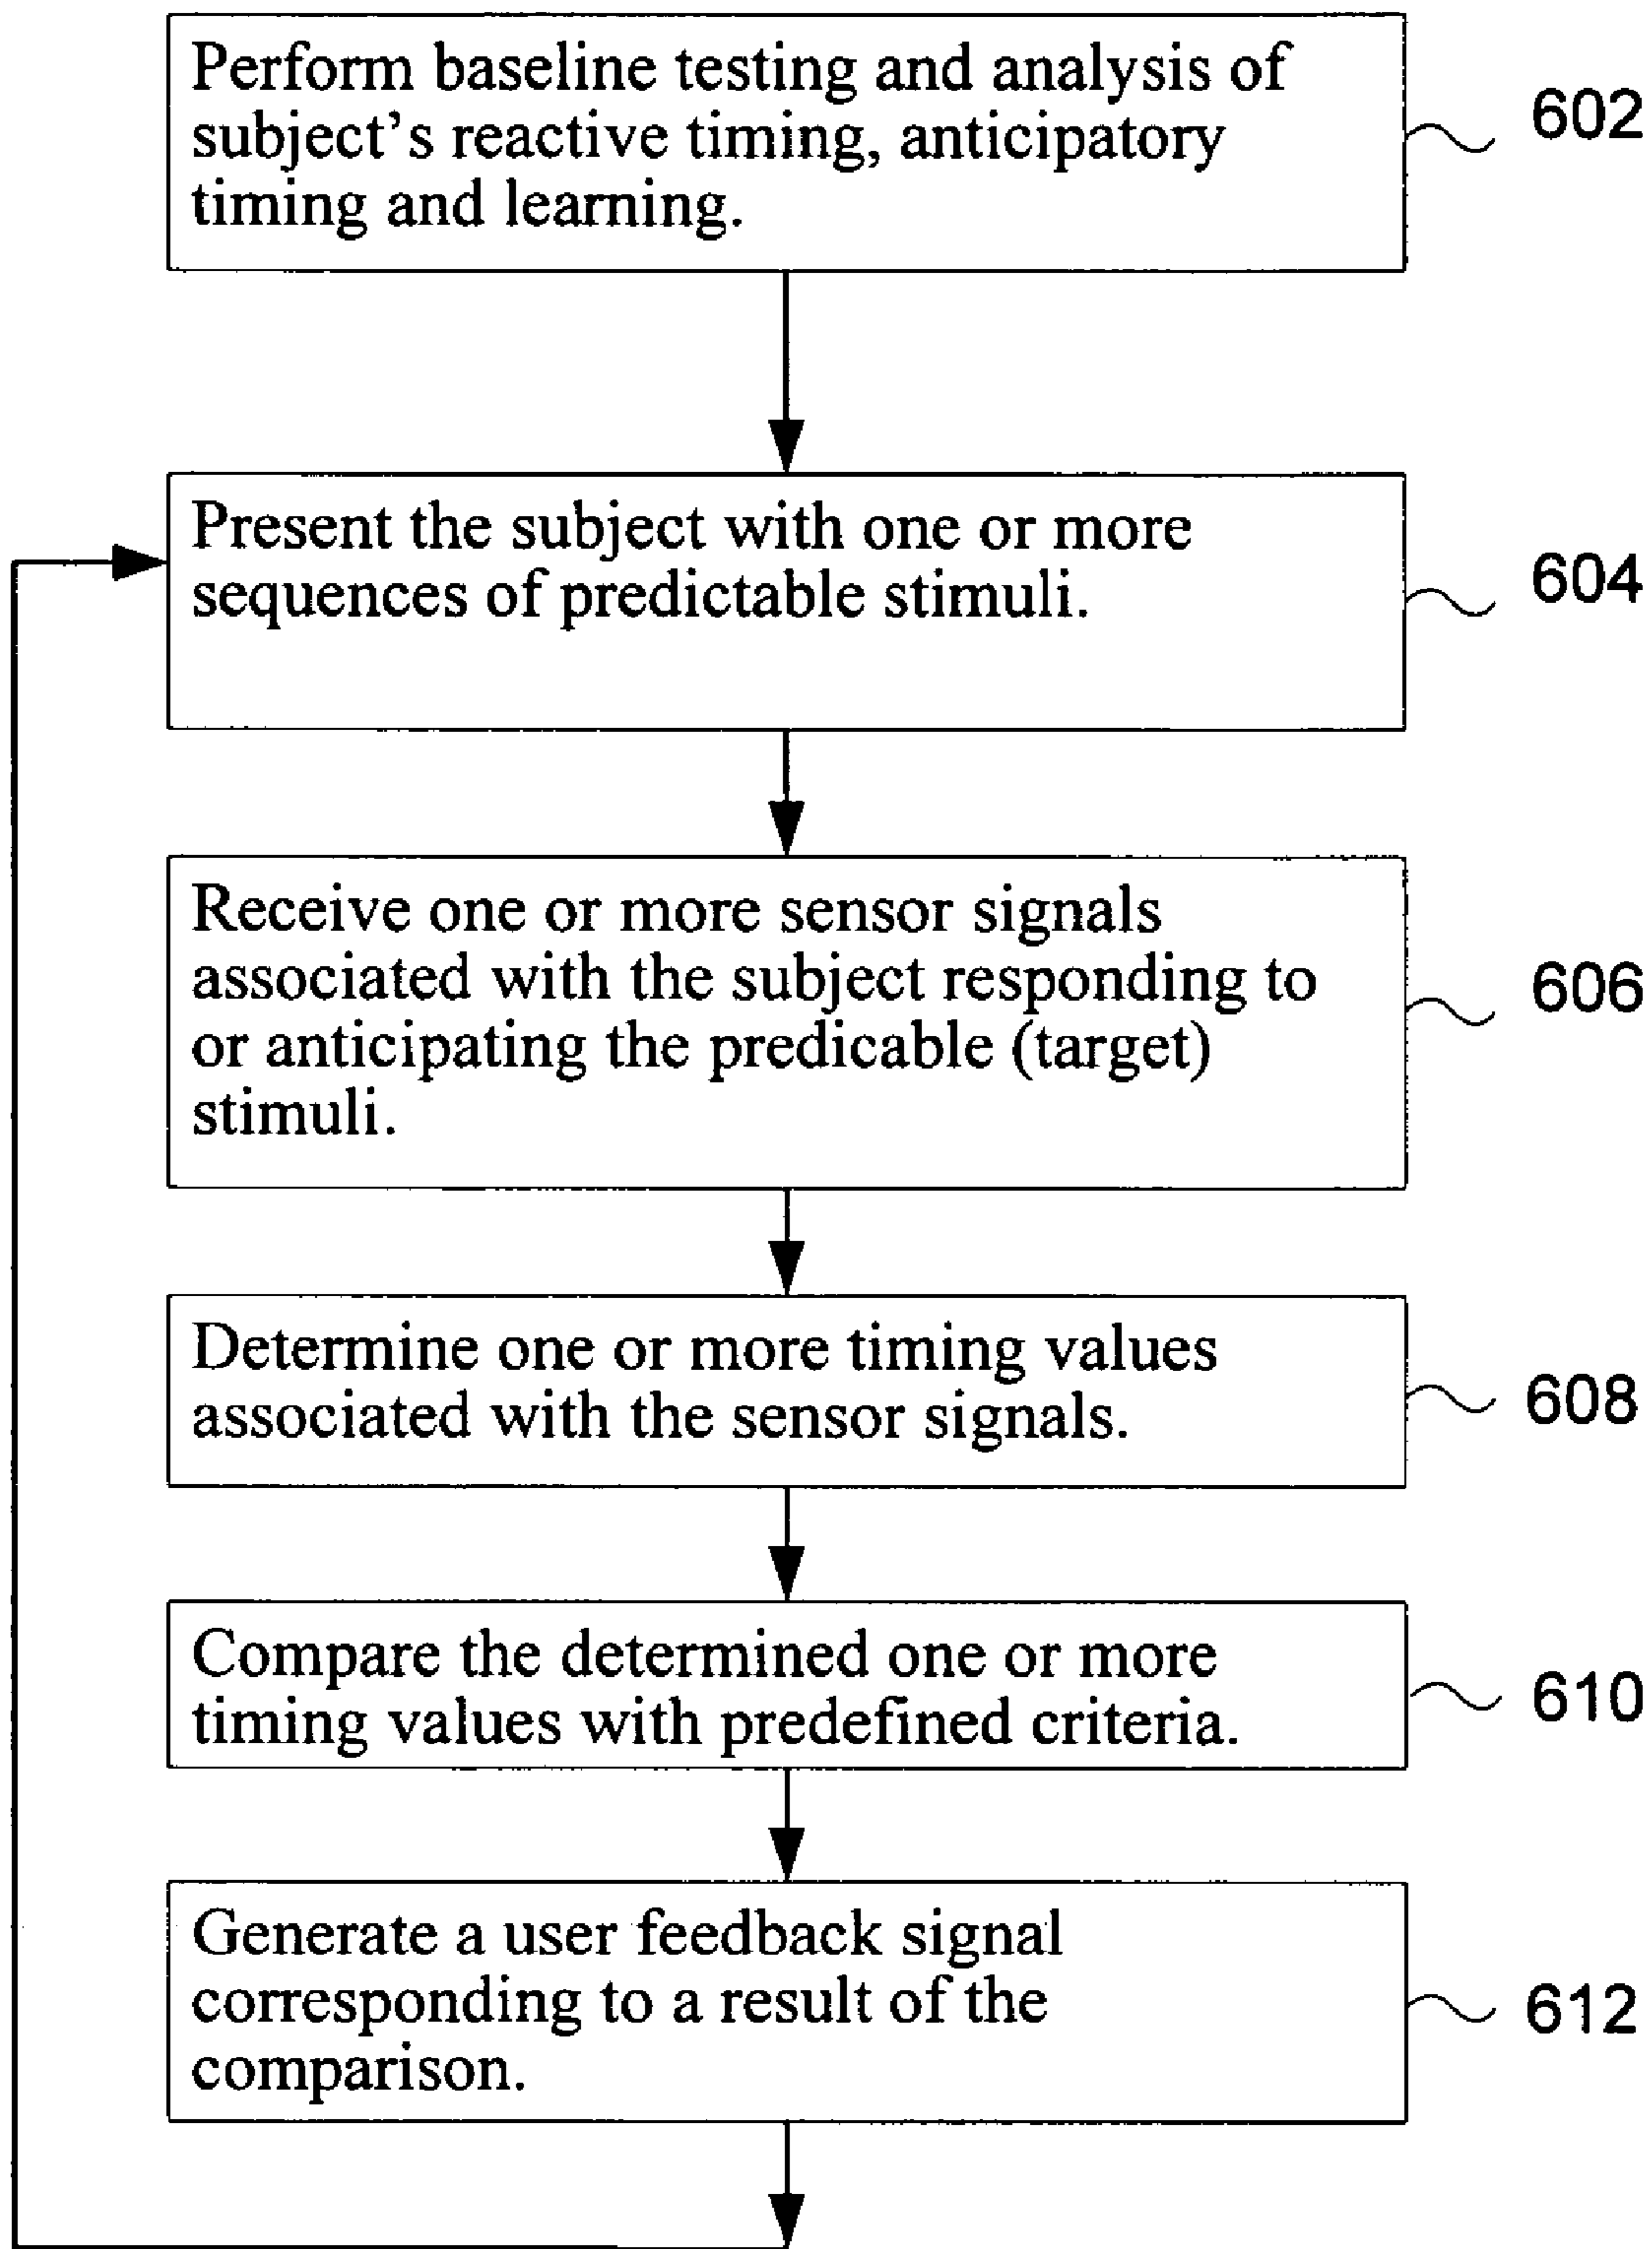 Perform baseline testing and analysis of
subject's reactive timing, anticipatory
timing and learning.
602
Present the subject with one or more
sequences of predictable stimuli.
604
Receive one or more sensor signals
associated with the subject responding to
or anticipating the predicable (target)
stimuli.
606
Determine one or more timing values
associated with the sensor signals.
608
Compare the determined one or more
timing values with predefined criteria.
610
Generate a user feedback signal
corresponding to a result of the
comparison.
612